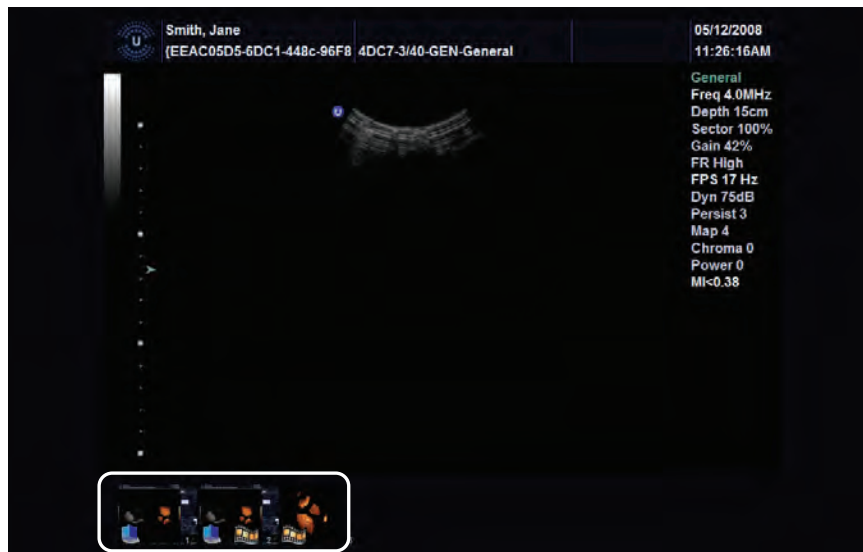 U
Smith, Jane
{EEAC05D5-6DC1-448c-96F8
4DC7-3/40-GEN-General
05/12/2008
11:26:16AM
U
General
Freq 4.0MHz
Depth 15cm
Sector 100%
Gain 42%
FR High
FPS 17 Hz
Dyn 75dB
Persist 3
Map 4
Chroma 0
Power 0
MI<0.38